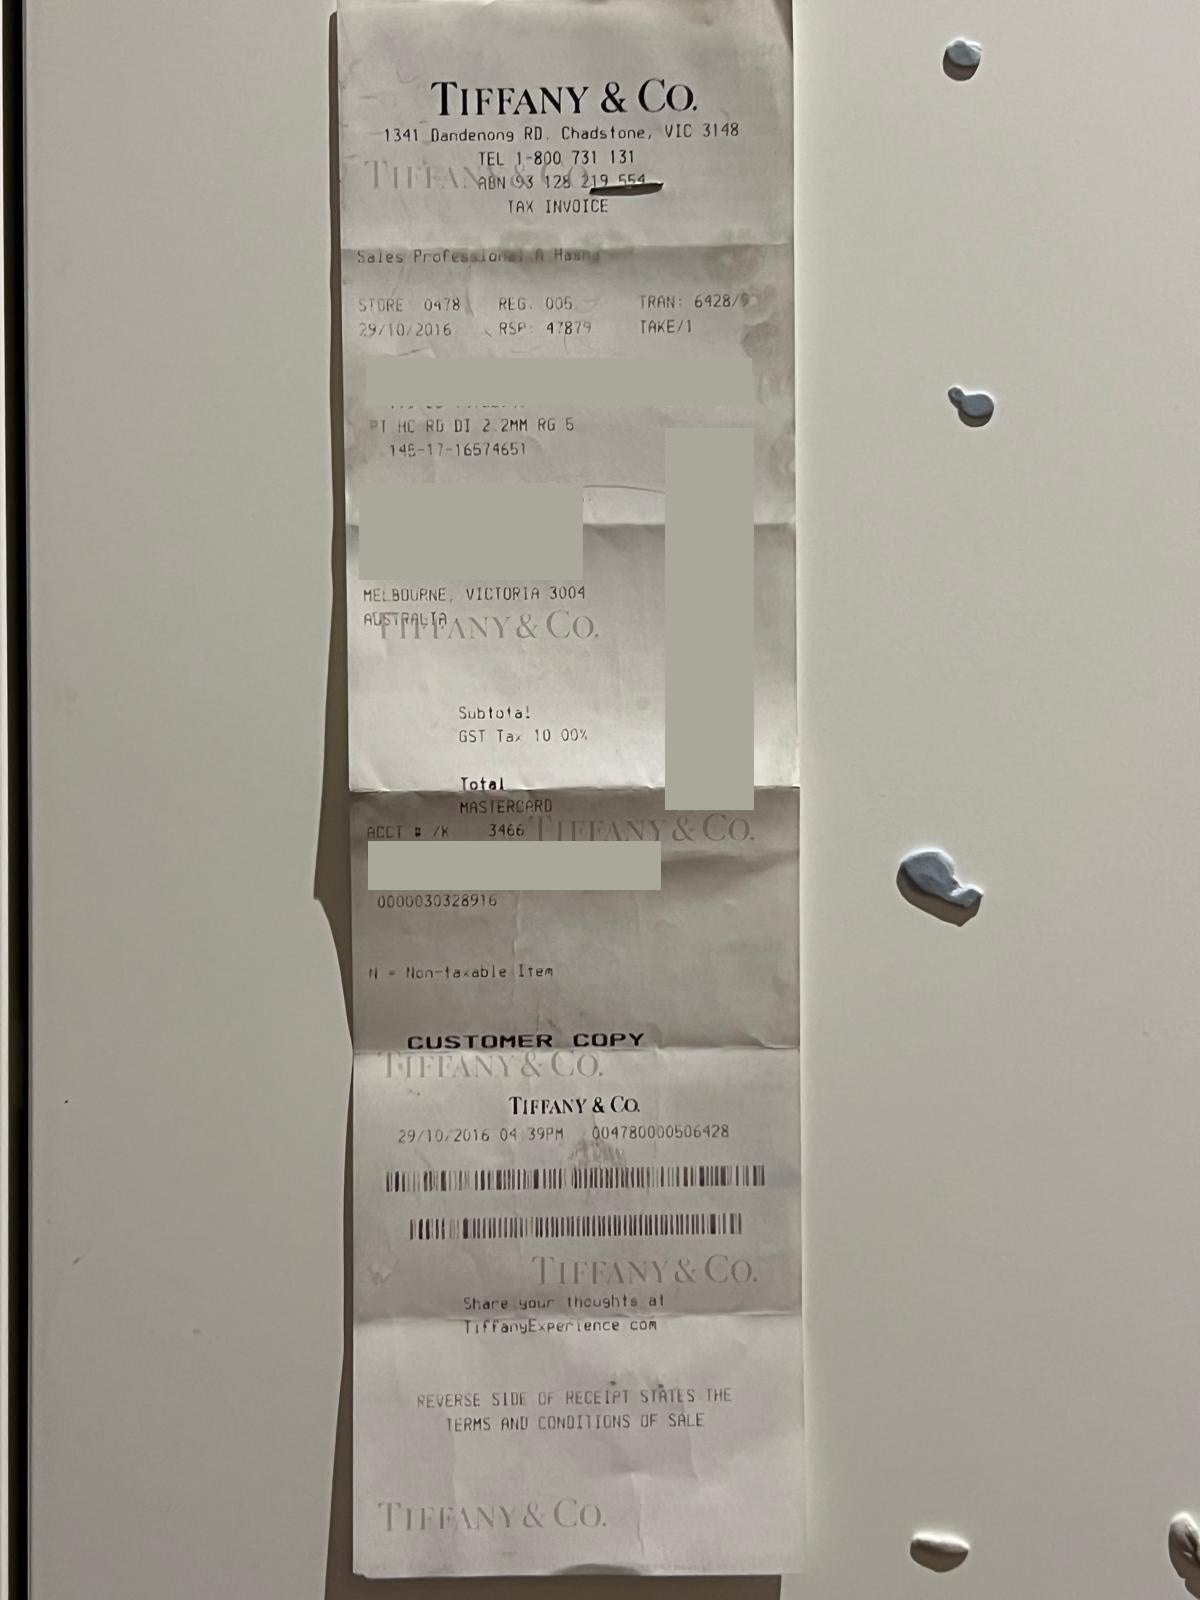 TIFFANY & CO.
1341 Dandenong RD. Chadstone, VIC 3148
TEL 1-800 731 131
TIFFANY & CO.
ABN 93 128 219 554
TAX INVOICE
Sales Professional A
STORE 0478 REG. 005 TRAN: 6428/9
29/10/2016 RSP: 47879 TAKE/1
PT HC RD DI 2.2MM RG 5
145-17-16574651
MELBOURNE, VICTORIA 3004
AUSTRALIA
TIFFANY & CO.
Subtotal
GST Tax 10.00%
Total
MASTERCARD
ACCT # /K 3466
TIFFANY & CO.
0000030328916
N = Non-taxable Item
CUSTOMER COPY
TIFFANY & CO.
TIFFANY & CO.
29/10/2016 04:39PM 004780000506428
TIFFANY & CO.
Share your thoughts at
TiffanyExperience.com
REVERSE SIDE OF RECEIPT STATES THE
TERMS AND CONDITIONS OF SALE
TIFFANY & CO.